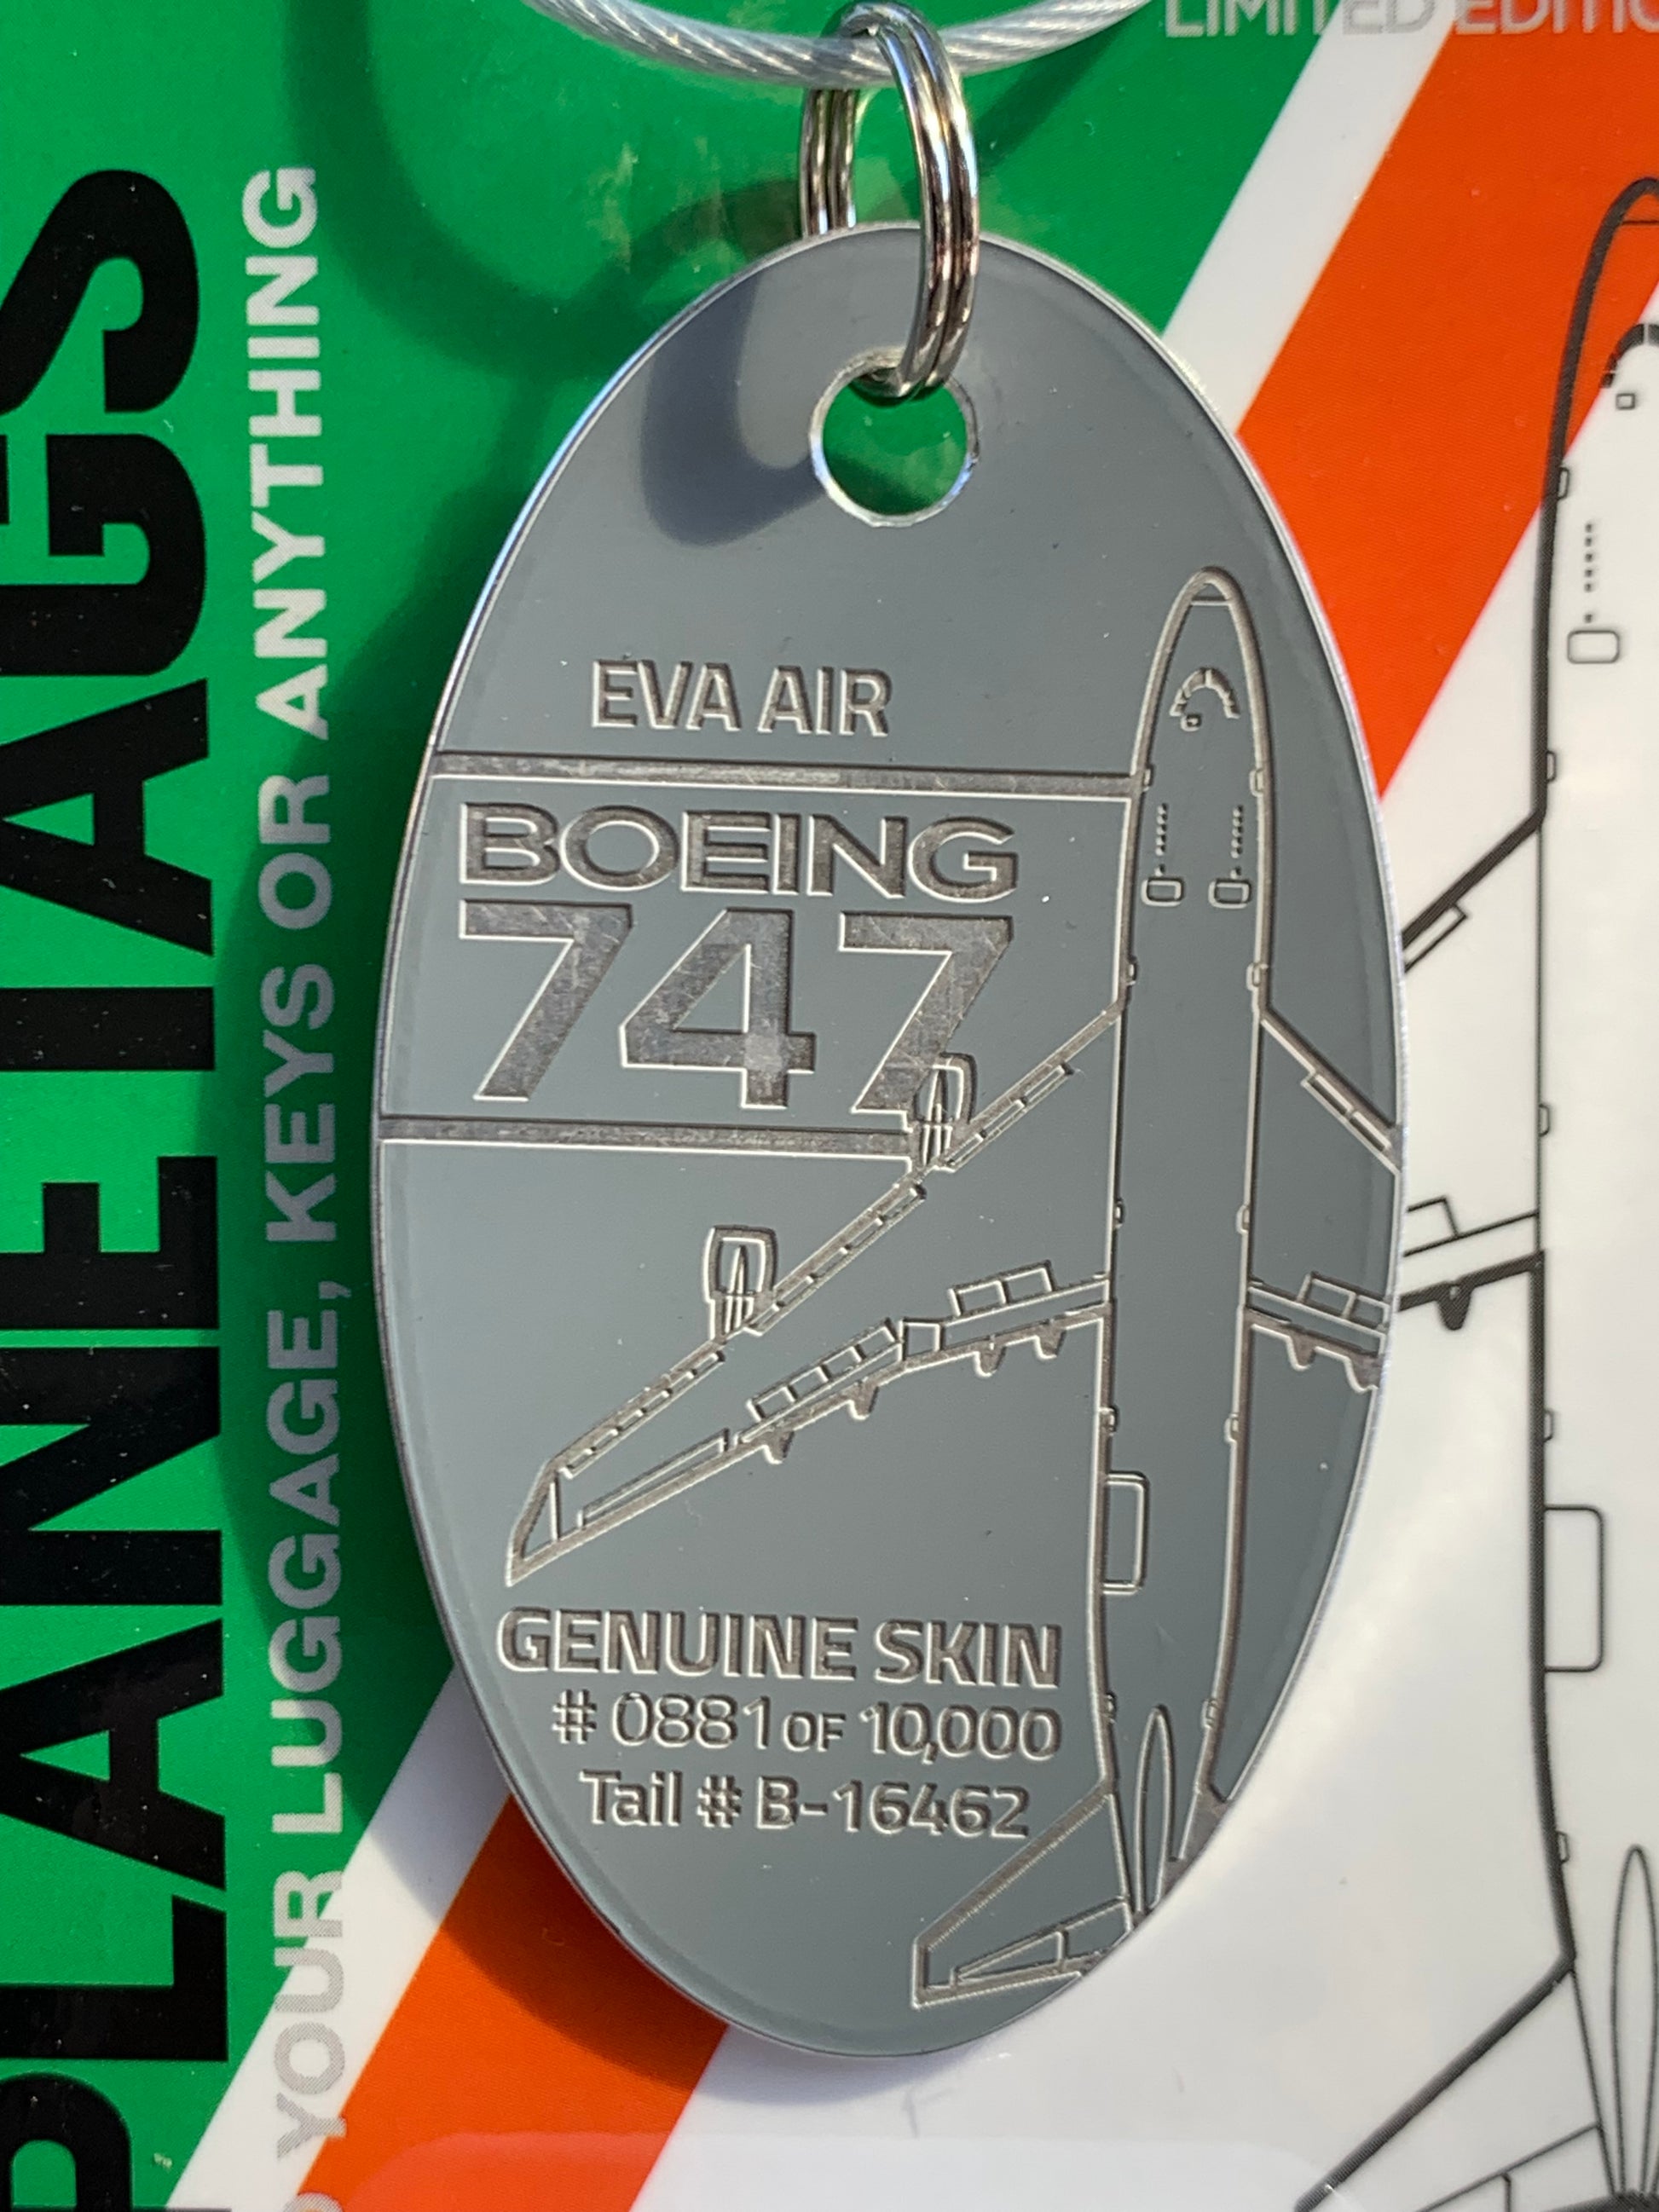 LIMITED EDITIO
EVA AIR
BOEING
747
GENUINE SKIN
# 0881 OF 10,000
Tail # B-16462
PLANETAGS
YOUR LUGGAGE, KEYS OR ANYTHING